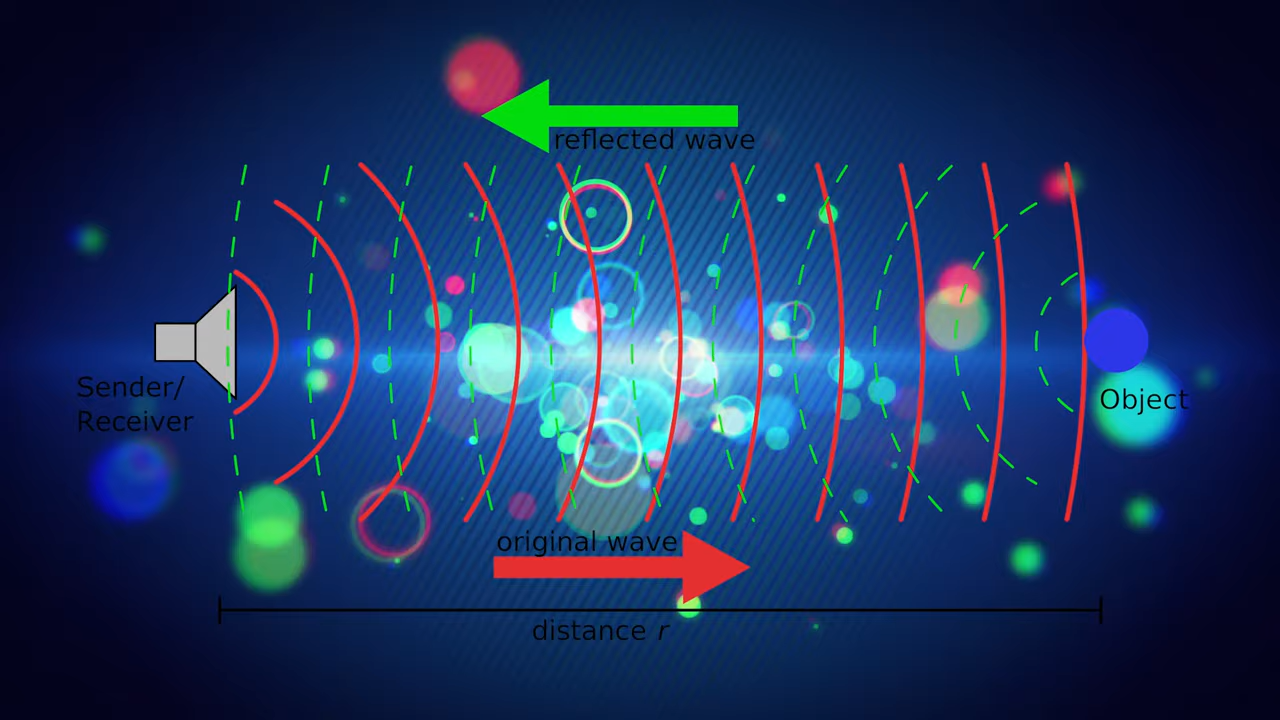 reflected wave
Sender/
Receiver
Object
original wave
distance r